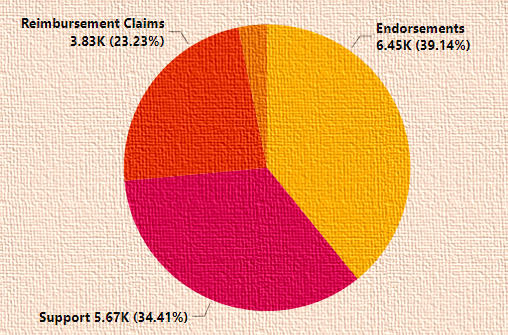 Reimbursement Claims
3.83K (23.23%)
Endorsements
6.45K (39.14%)
Support 5.67K (34.41%)